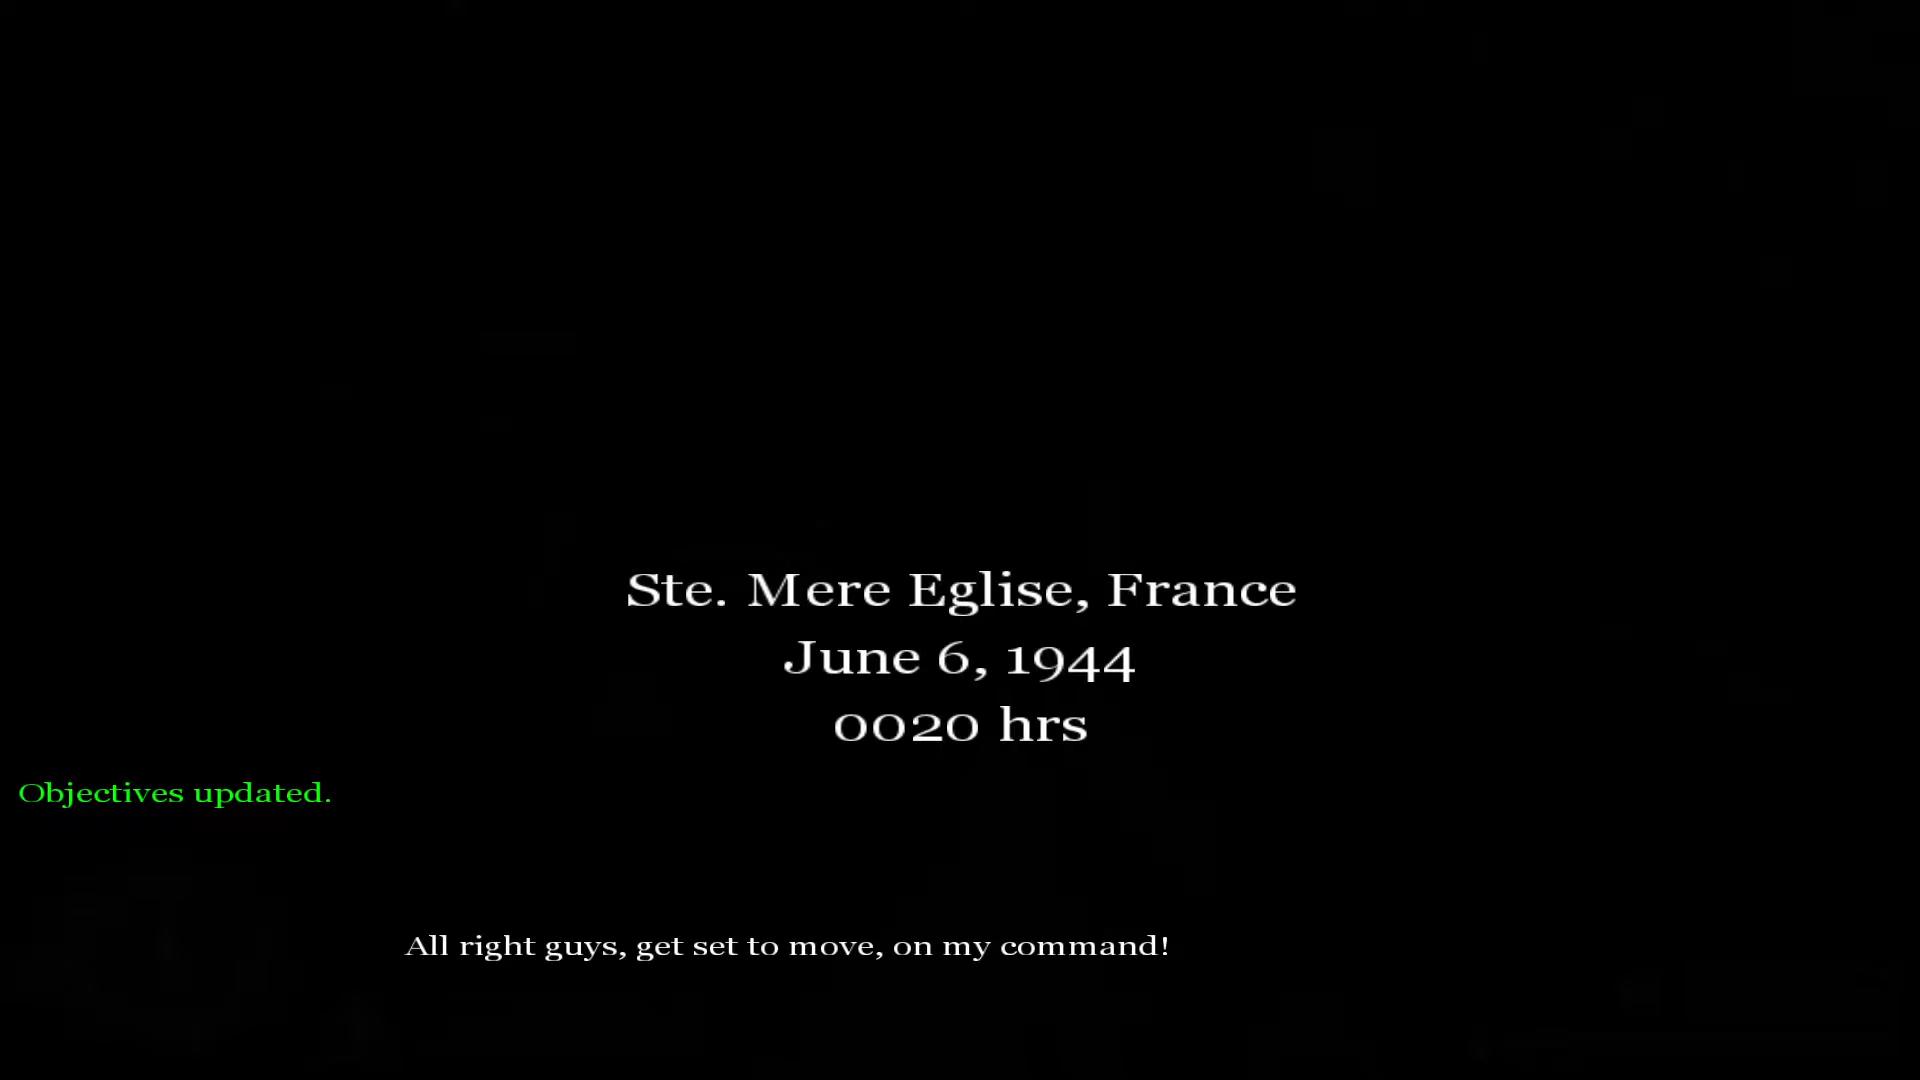 Ste. Mere Eglise, France
June 6, 1944
0020 hrs
Objectives updated.
All right guys, get set to move, on my command!